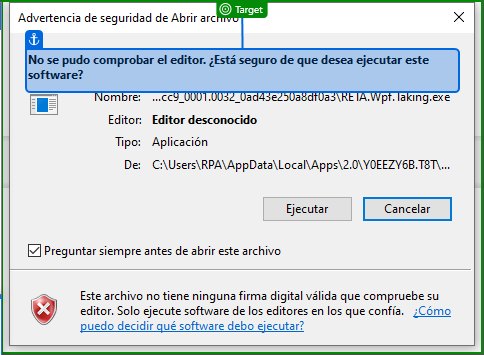 Target
Advertencia de seguridad de Abrir archivo
No se pudo comprobar el editor. ¿Está seguro de que desea ejecutar este
software?
Nombre: ...cc9_0001.0032_0ad43e250a8df0a3\RETA.Wpf.Taking.exe
Editor: Editor desconocido
Tipo: Aplicación
De: C:\Users\RPA\AppData\Local\Apps\2.0\Y0EEZY6B.T8T\...
Ejecutar Cancelar
Preguntar siempre antes de abrir este archivo
Este archivo no tiene ninguna firma digital válida que compruebe su
editor. Solo ejecute software de los editores en los que confía. ¿Cómo
puedo decidir qué software debo ejecutar?